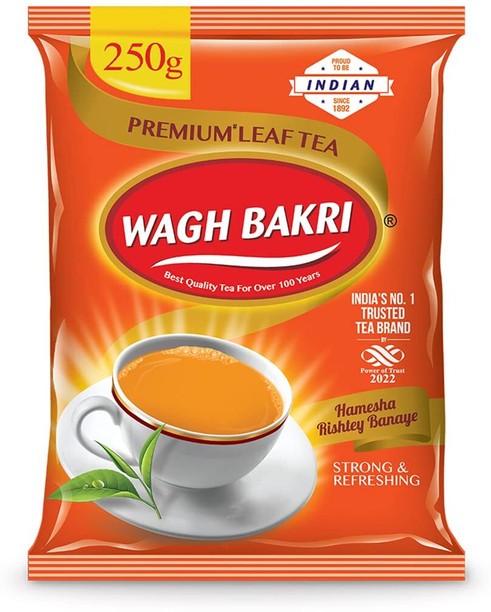 250g
PROUD
TO BE
INDIAN
SINCE
1892
PREMIUM LEAF TEA
WAGH BAKRI®
Best Quality Tea For Over 100 Years
INDIA'S NO. 1
TRUSTED
TEA BRAND
BY
Power of Trust
2022
Hamesha
Rishtey Banaye
STRONG &
REFRESHING